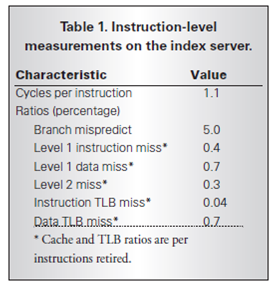 Table 1. Instruction-level
measurements on the index server.
Characteristic Value
Cycles per instruction 1.1
Ratios (percentage)
Branch mispredict 5.0
Level 1 instruction miss* 0.4
Level 1 data miss* 0.7
Level 2 miss* 0.3
Instruction TLB miss* 0.04
Data TLB miss* 0.7
* Cache and TLB ratios are per
instructions retired.